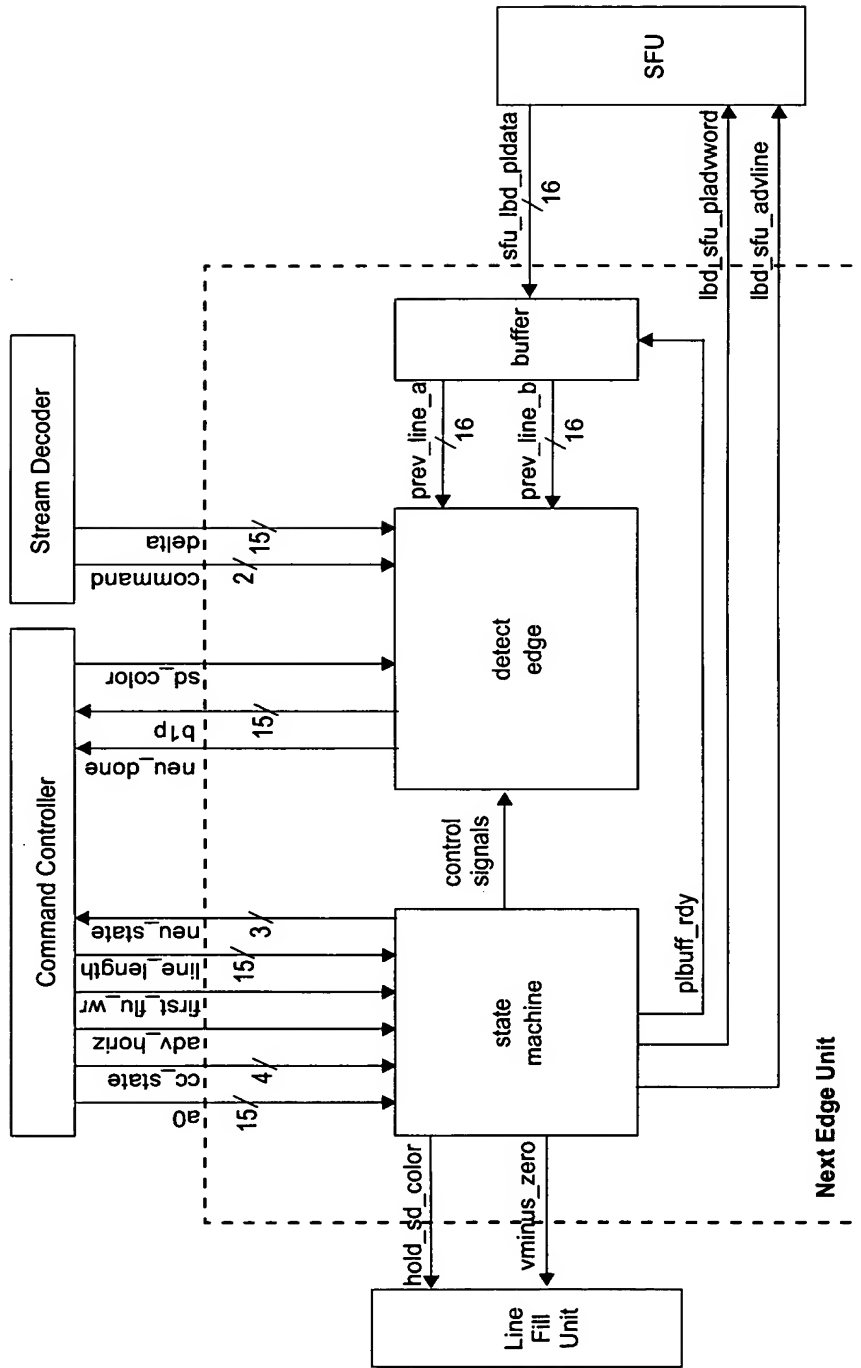 Command Controller
Stream Decoder
a0
15
cc_state
4
adv_horiz
first_flu_wr
line_length
15
neu_state
3
neu_done
b1p
15
sd_color
command
2
delta
15
Line
Fill
Unit
hold_sd_color
vminus_zero
state
machine
control
signals
detect
edge
prev_line_a
16
prev_line_b
16
buffer
sfu_lbd_pldata
16
SFU
plbuff_rdy
lbd_sfu_pladvword
lbd_sfu_advline
Next Edge Unit